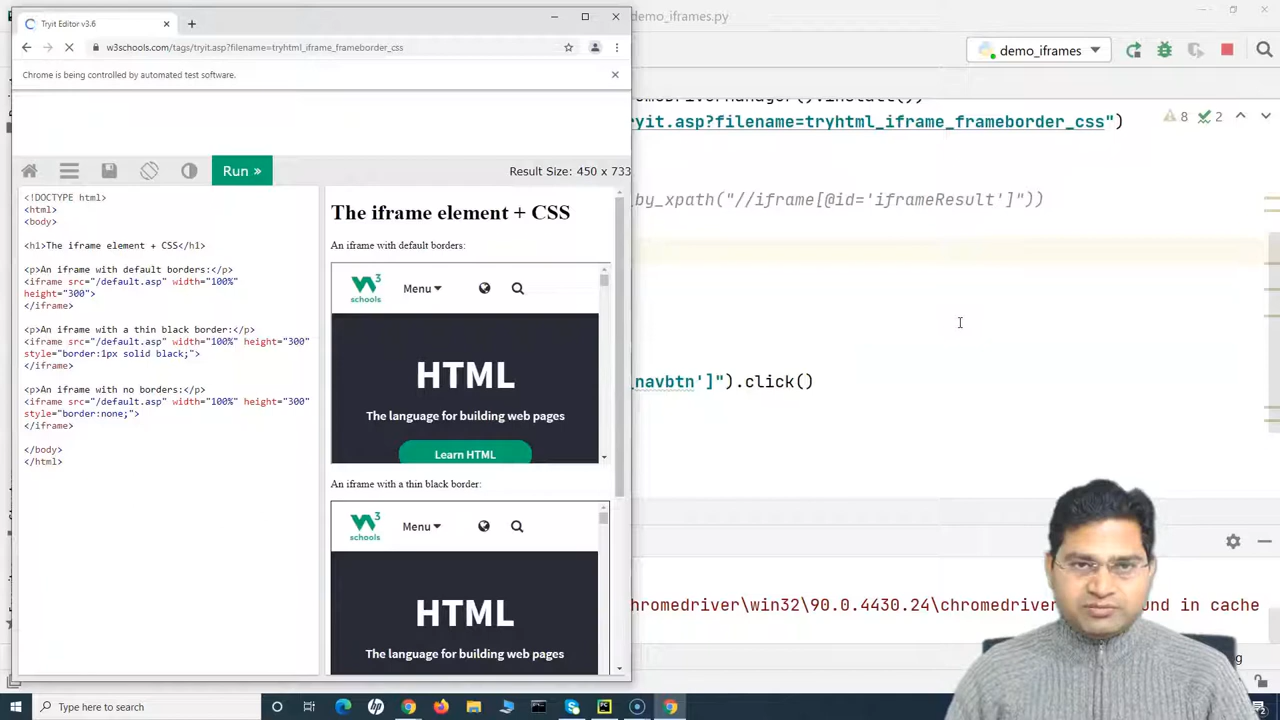 Tryit Editor v3.6
demo_iframes.py
w3schools.com/tags/tryit.asp?filename=tryhtml_iframe_frameborder_css
demo_iframes
Chrome is being controlled by automated test software.
ryit.asp?filename=tryhtml_iframe_frameborder_css")
8
2
Run »
Result Size: 450 x 733
_by_xpath("//iframe[@id='iframeResult']"))
<!DOCTYPE html>
<html>
<body>
<h1>The iframe element + CSS</h1>
<p>An iframe with default borders:</p>
<iframe src="/default.asp" width="100%"
height="300">
</iframe>
<p>An iframe with a thin black border:</p>
<iframe src="/default.asp" width="100%" height="300"
style="border:1px solid black;">
</iframe>
<p>An iframe with no borders:</p>
<iframe src="/default.asp" width="100%" height="300"
style="border:none;">
</iframe>
</body>
</html>
The iframe element + CSS
An iframe with default borders:
schools
Menu
HTML
The language for building web pages
Learn HTML
An iframe with a thin black border:
schools
Menu
HTML
The language for building web pages
_navbtn']").click()
hromedriver\win32\90.0.4430.24\chromedriver
und in cache
Type here to search